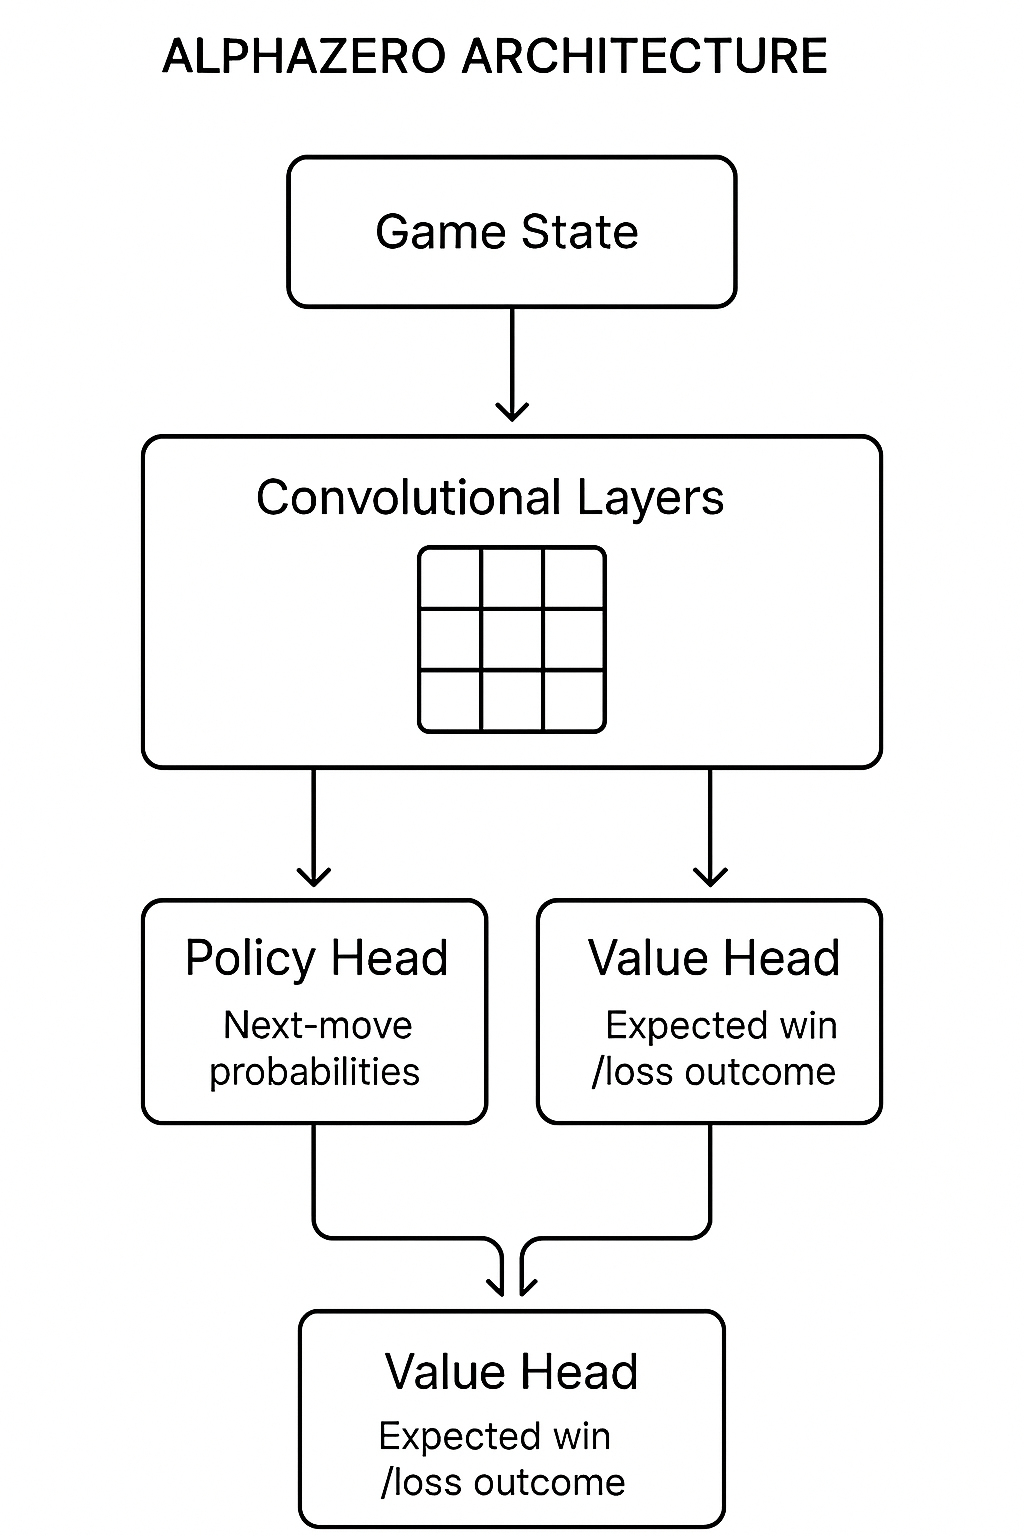 ALPHAZERO ARCHITECTURE
Game State
Convolutional Layers
Policy Head
Next-move
probabilities
Value Head
Expected win
/loss outcome
Value Head
Expected win
/loss outcome